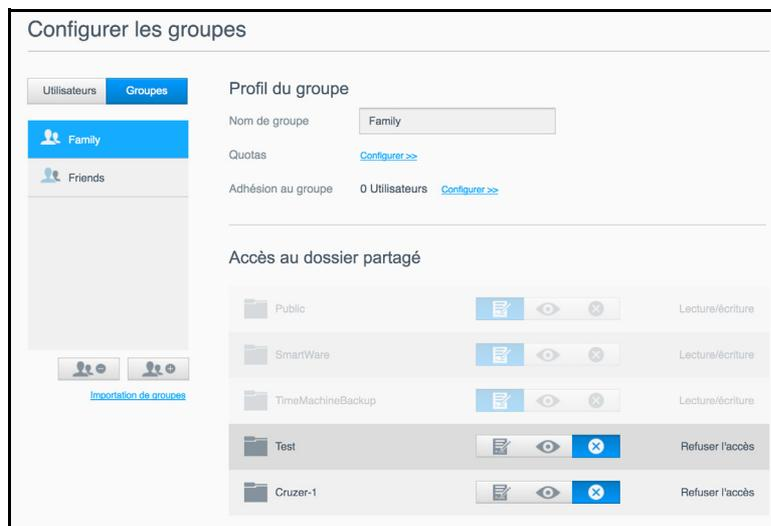 Configurer les groupes
Utilisateurs Groupes
Family
Friends
Importation de groupes
Profil du groupe
Nom de groupe Family
Quotas Configurer >>
Adhésion au groupe 0 Utilisateurs Configurer >>
Accès au dossier partagé
Public Lecture/écriture
SmartWare Lecture/écriture
TimeMachineBackup Lecture/écriture
Test Refuser l'accès
Cruzer-1 Refuser l'accès